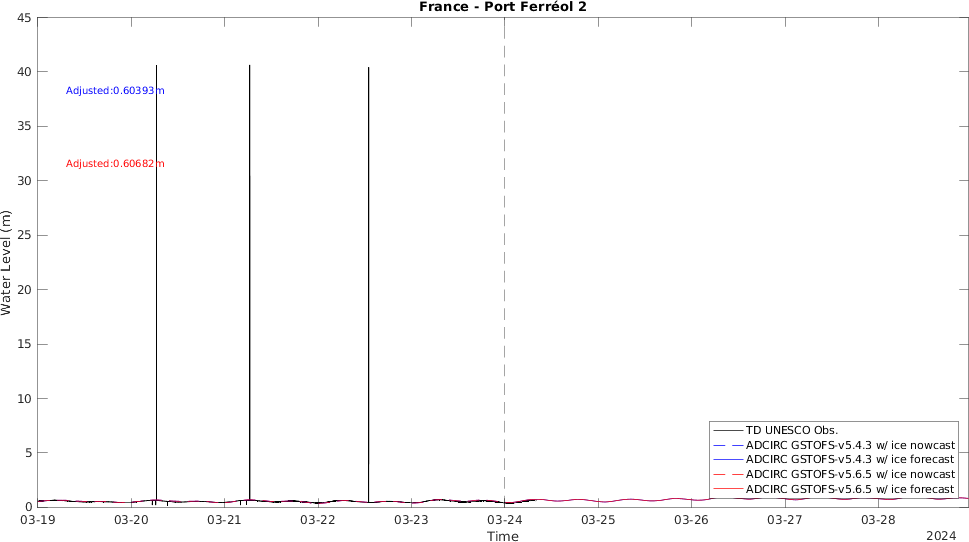 France - Port Ferréol 2
45
40
35
30
25
20
15
10
5
0
Water Level (m)
Adjusted:0.60393m
Adjusted:0.60682m
TD UNESCO Obs.
ADCIRC GSTOFS-v5.4.3 w/ ice nowcast
ADCIRC GSTOFS-v5.4.3 w/ ice forecast
ADCIRC GSTOFS-v5.6.5 w/ ice nowcast
ADCIRC GSTOFS-v5.6.5 w/ ice forecast
03-19 03-20 03-21 03-22 03-23 03-24 03-25 03-26 03-27 03-28
Time
2024